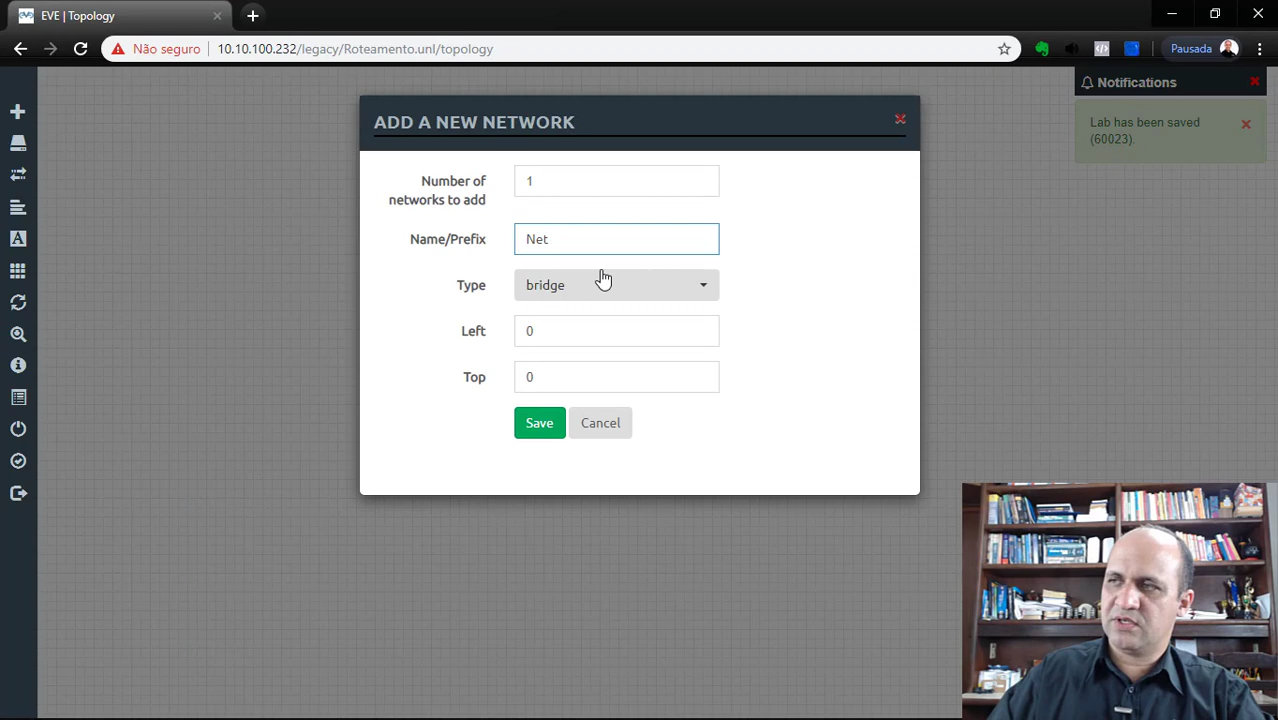 EVE | Topology
Não seguro
10.10.100.232/legacy/Roteamento.unl/topology
Pausada
Notifications
Lab has been saved
(60023).
ADD A NEW NETWORK
Number of
networks to add
1
Name/Prefix
Net
Type
bridge
Left
0
Top
0
Save
Cancel
A